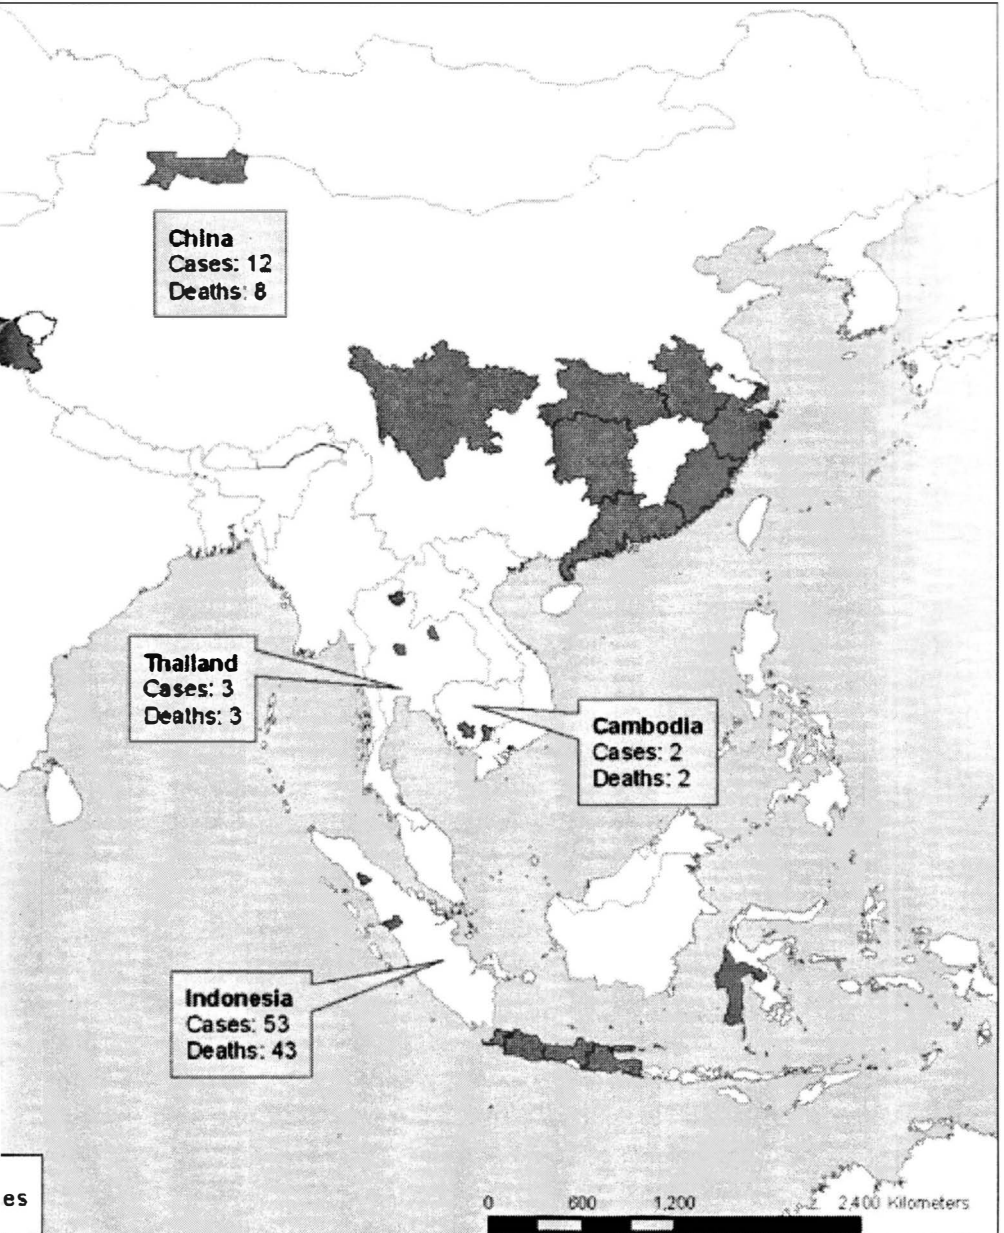 China
Cases: 12
Deaths: 8
Thailand
Cases: 3
Deaths: 3
Cambodia
Cases: 2
Deaths: 2
Indonesia
Cases: 53
Deaths: 43
es
0 600 1,200 2,400 Kilometers